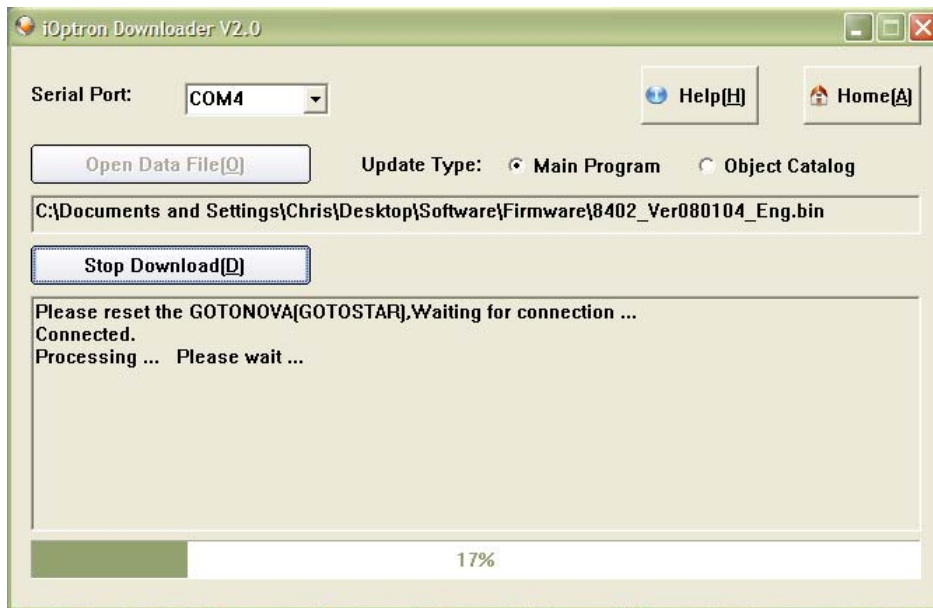 iOptron Downloader V2.0
Serial Port: COM4 Help(H) Home(A)
Open Data File(O) Update Type: Main Program Object Catalog
C:\Documents and Settings\Chris\Desktop\Software\Firmware\8402_Ver080104_Eng.bin
Stop Download(D)
Please reset the GOTONOVA(GOTOSTAR),Waiting for connection ...
Connected.
Processing ... Please wait ...
17%